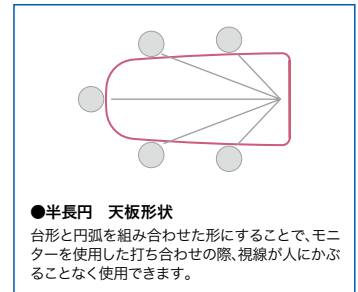 ●半長円　天板形状
台形と円弧を組み合わせた形にすることで、モニ
ターを使用した打ち合わせの際、視線が人にかぶ
ることなく使用できます。